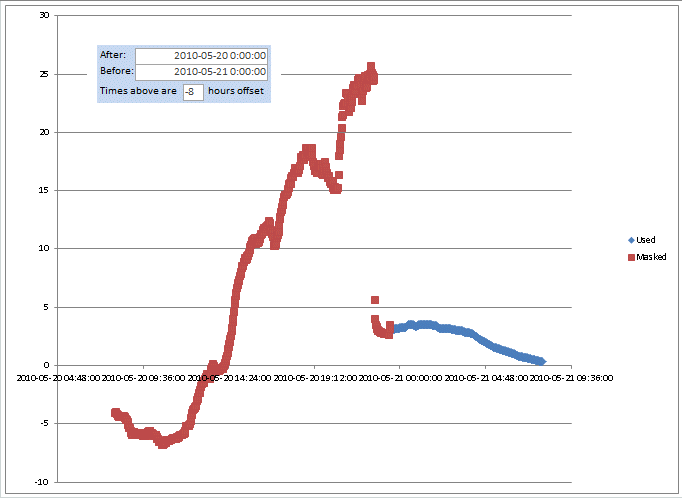 30
After: 2010-05-20 0:00:00
25
Before: 2010-05-21 0:00:00
Times above are -8 hours offset
20
15
10
Used
Masked
5
0
2010-05-20 04:48:00 2010-05-20 09:36:00 2010-05-20 14:24:00 2010-05-20 19:12:00 2010-05-21 00:00:00 2010-05-21 04:48:00 2010-05-21 09:36:00
-5
-10